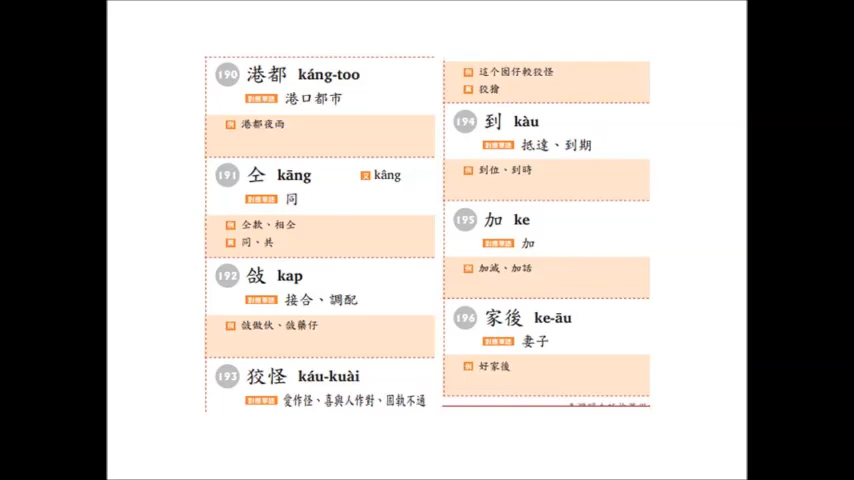 190 港都 káng-too
對應華語 港口都市
例 港都夜雨
191 仝 kāng 文 kâng
對應華語 同
例 仝款、相仝
異 同、共
192 敆 kap
對應華語 接合、調配
例 敆做伙、敆藥仔
193 狡怪 káu-kuài
對應華語 愛作怪、喜與人作對、固執不通
例 這个囡仔較狡怪
異 狡獪
194 到 kàu
對應華語 抵達、到期
例 到位、到時
195 加 ke
對應華語 加
例 加減、加話
196 家後 ke-āu
對應華語 妻子
例 好家後